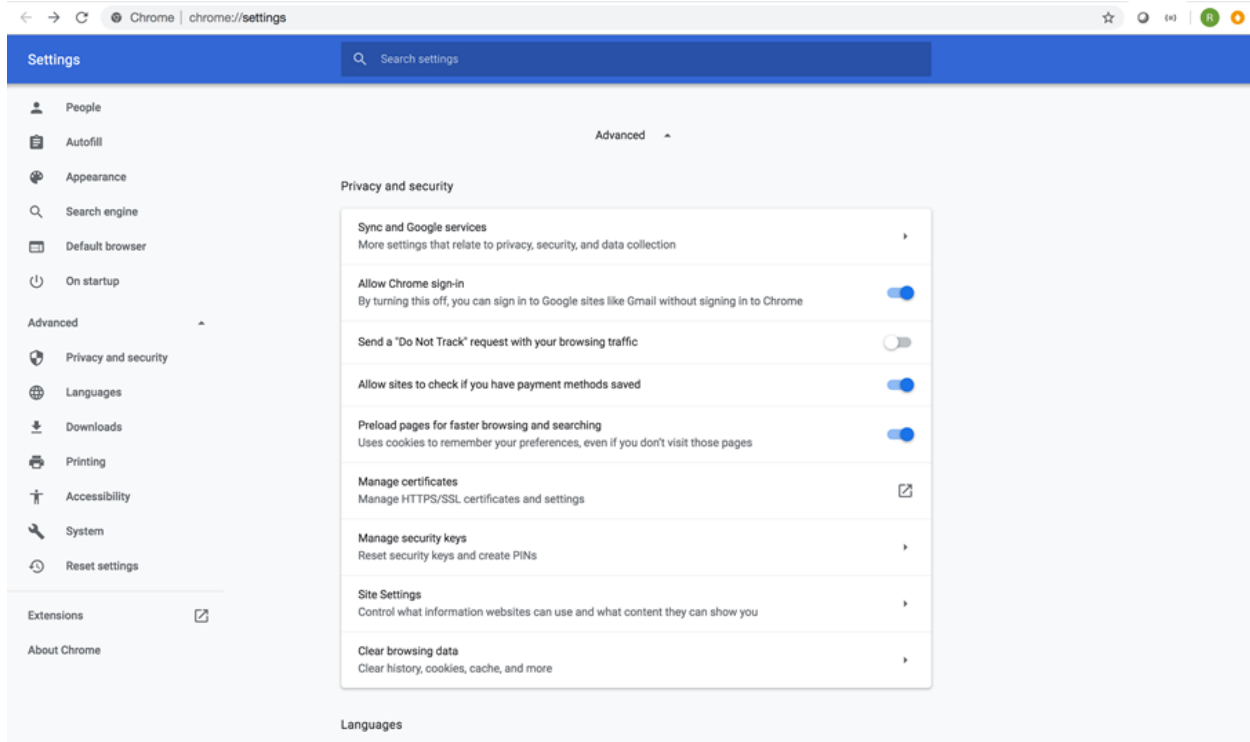 Chrome | chrome://settings
R
Settings
Search settings
People
Autofill
Appearance
Search engine
Default browser
On startup
Advanced
Privacy and security
Languages
Downloads
Printing
Accessibility
System
Reset settings
Extensions
About Chrome
Advanced
Privacy and security
Sync and Google services
More settings that relate to privacy, security, and data collection
Allow Chrome sign-in
By turning this off, you can sign in to Google sites like Gmail without signing in to Chrome
Send a "Do Not Track" request with your browsing traffic
Allow sites to check if you have payment methods saved
Preload pages for faster browsing and searching
Uses cookies to remember your preferences, even if you don't visit those pages
Manage certificates
Manage HTTPS/SSL certificates and settings
Manage security keys
Reset security keys and create PINs
Site Settings
Control what information websites can use and what content they can show you
Clear browsing data
Clear history, cookies, cache, and more
Languages